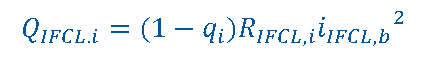 Q_{IFCL.i} = (1 − q_i)R_{IFCL,i}i_{IFCL,b}^2